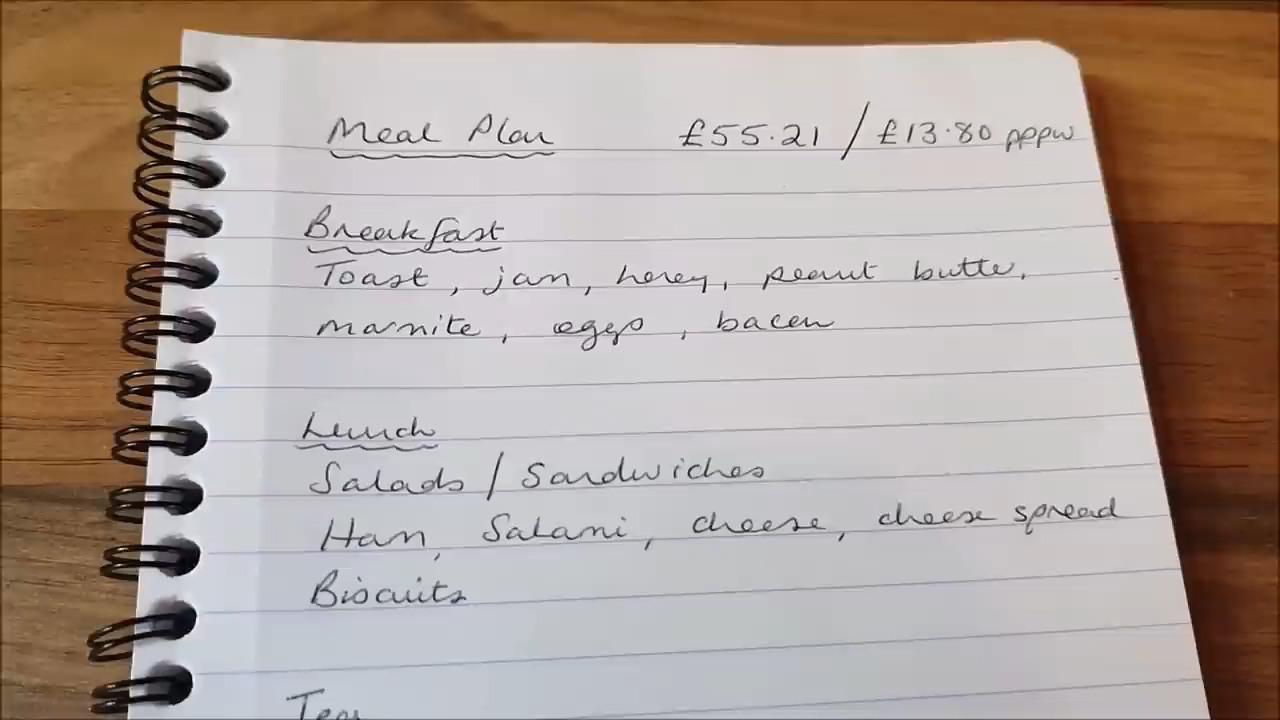 Meal Plan £55.21 / £13.80 pppw
Breakfast
Toast, jam, honey, peanut butter,
marmite, eggs, bacon
Lunch
Salads / Sandwiches
Ham, Salami, cheese, cheese spread
Biscuits
Tea